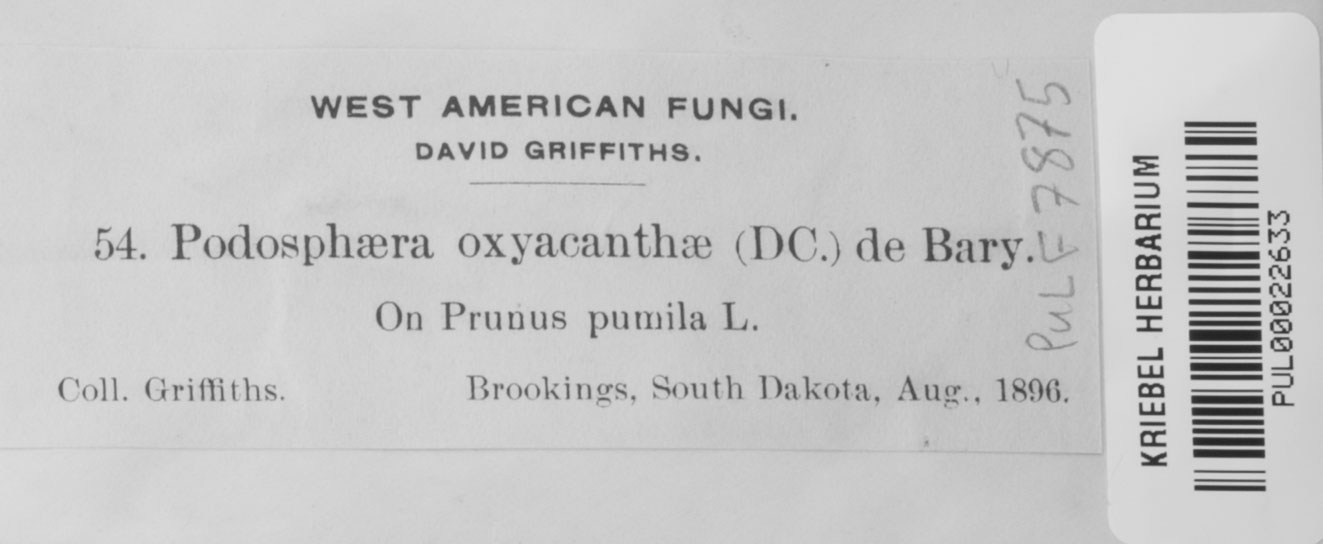 WEST AMERICAN FUNGI.
DAVID GRIFFITHS.
54. Podosphæra oxyacanthæ (DC.) de Bary.
On Prunus pumila L.
Coll. Griffiths. Brookings, South Dakota, Aug., 1896.
PUL F 7875
KRIEBEL HERBARIUM
PUL00022633